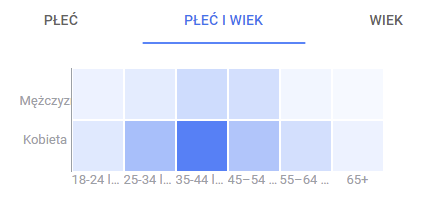 PŁEĆ PŁEĆ I WIEK WIEK
Mężczyz
Kobieta
18-24 l... 25-34 l... 35-44 l... 45–54 ... 55–64 ... 65+